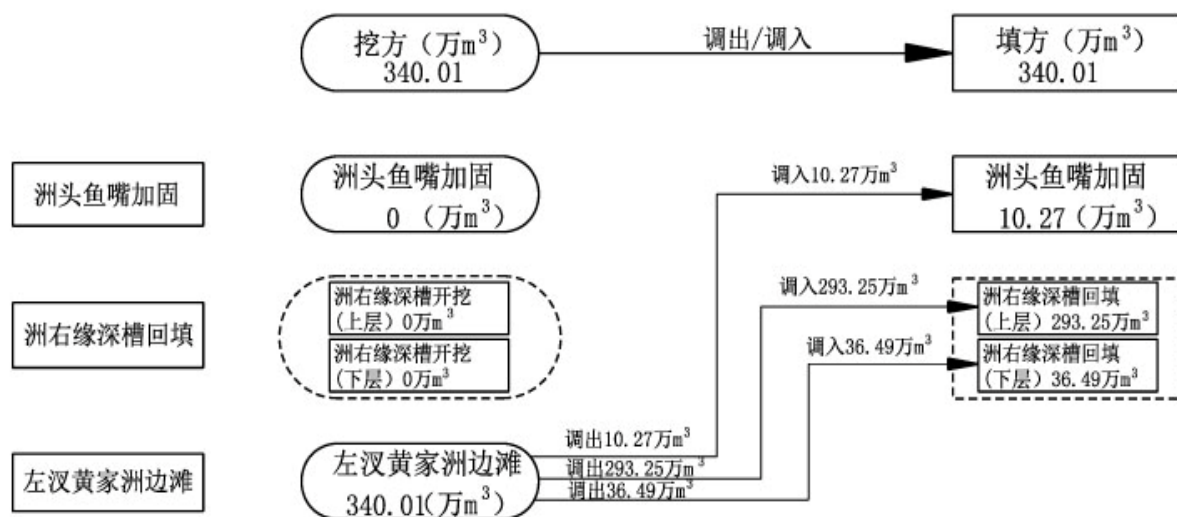 挖方（万m³）
340.01
调出/调入
填方（万m³）
340.01
洲头鱼嘴加固
洲头鱼嘴加固
0 （万m³）
调入10.27万m³
洲头鱼嘴加固
10.27（万m³）
洲右缘深槽回填
洲右缘深槽开挖
(上层) 0万m³
洲右缘深槽开挖
(下层) 0万m³
调入293.25万m³
调入36.49万m³
洲右缘深槽回填
(上层) 293.25万m³
洲右缘深槽回填
(下层) 36.49万m³
左汊黄家洲边滩
左汊黄家洲边滩
340.01(万m³)
调出10.27万m³
调出293.25万m³
调出36.49万m³